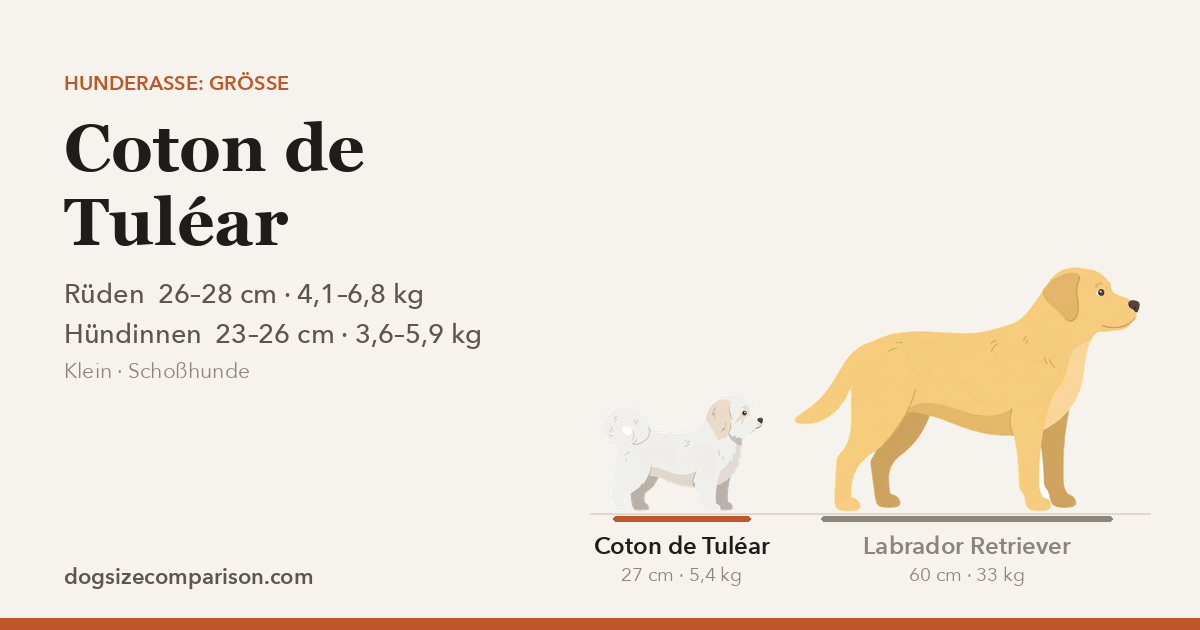 HUNDERASSE: GRÖSSE
Coton de
Tuléar
Rüden 26–28 cm · 4,1–6,8 kg
Hündinnen 23–26 cm · 3,6–5,9 kg
Klein · Schoßhunde
Coton de Tuléar
27 cm · 5,4 kg
Labrador Retriever
60 cm · 33 kg
dogsizecomparison.com